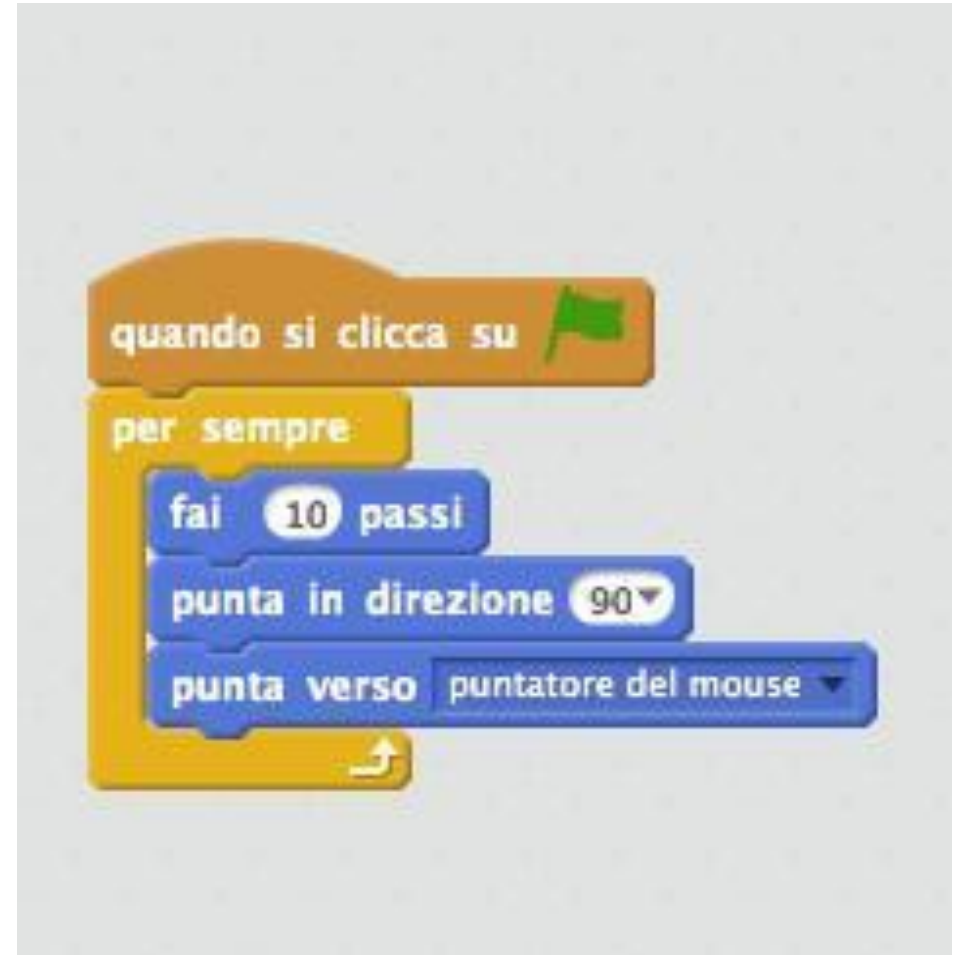 quando si clicca su
per sempre
fai 10 passi
punta in direzione 90
punta verso puntatore del mouse